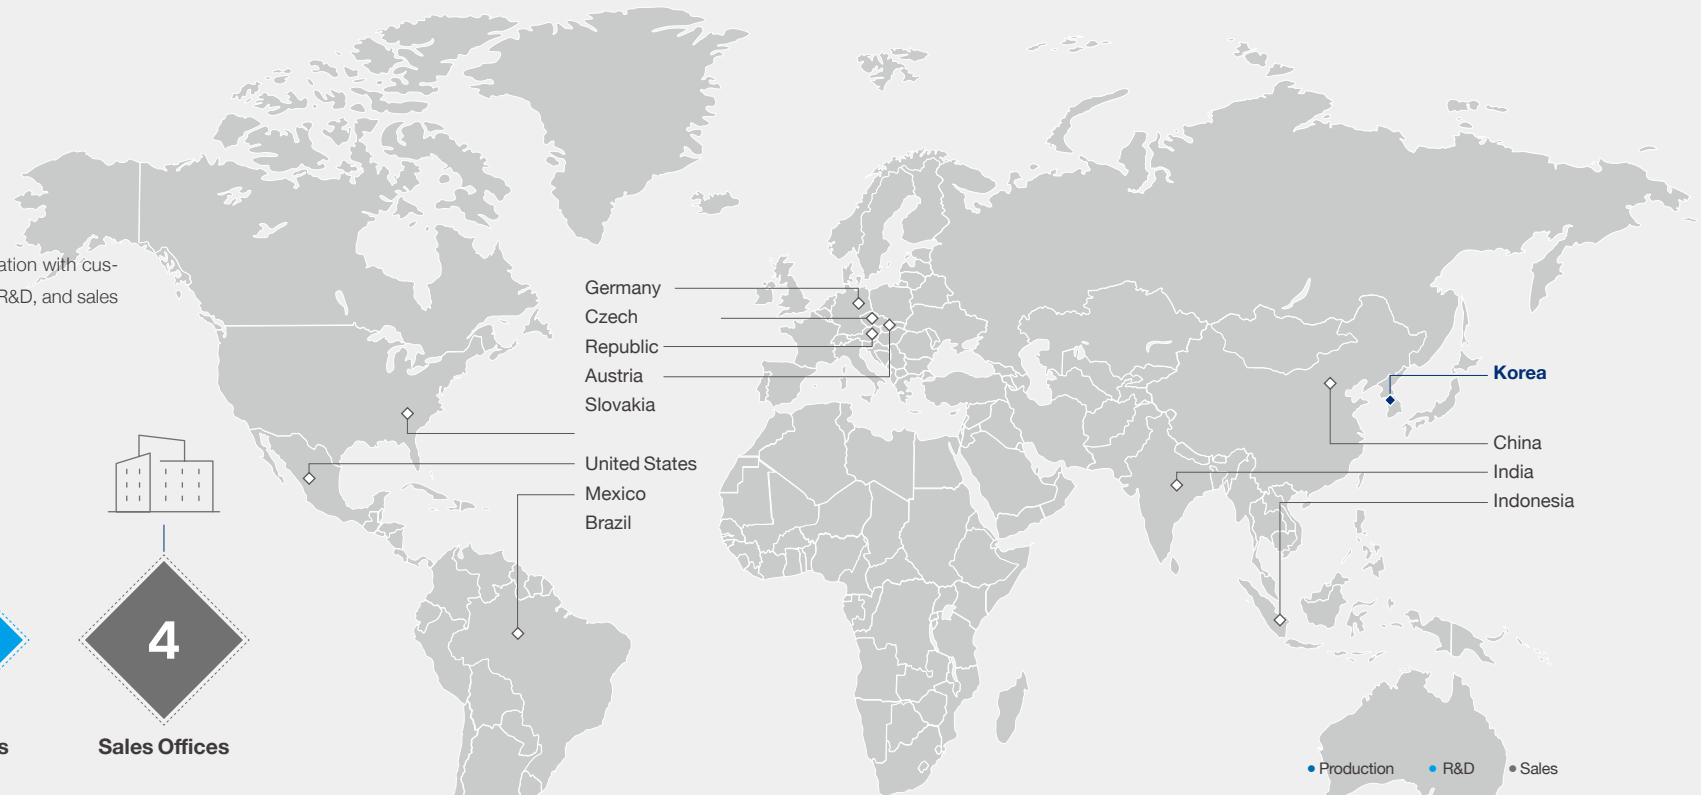 ation with cus-
R&D, and sales
Germany
Czech
Republic
Austria
Slovakia
United States
Mexico
Brazil
Korea
China
India
Indonesia
4
s
Sales Offices
Production
R&D
Sales